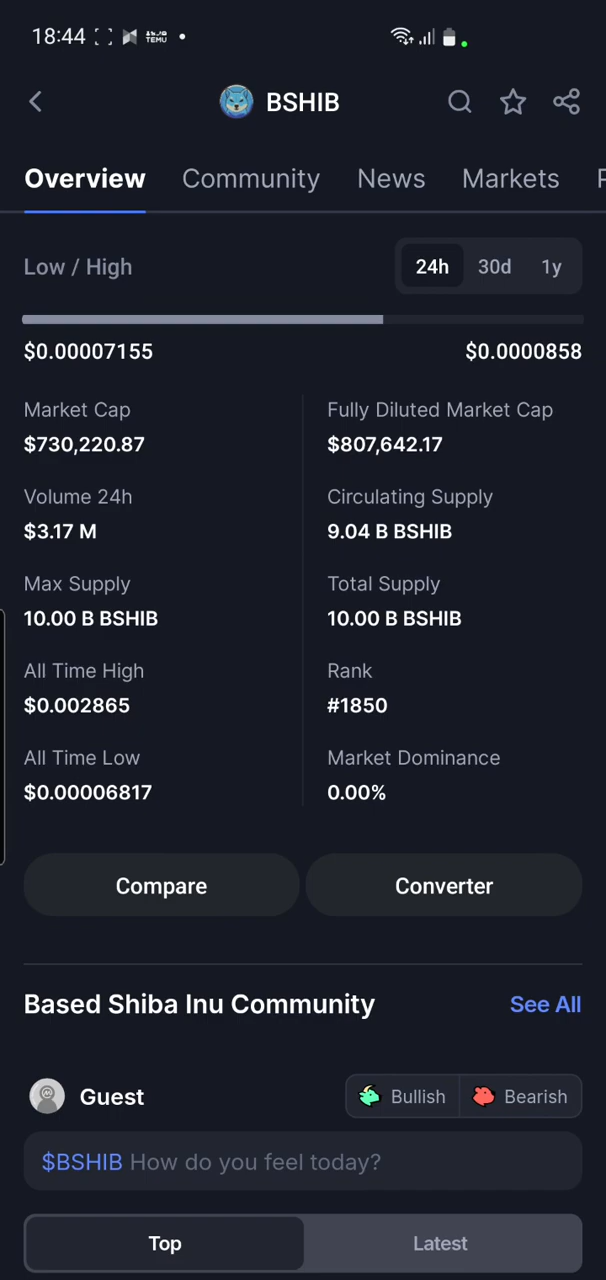 18:44 TEMU
BSHIB
Overview Community News Markets
Low / High 24h 30d 1y
$0.00007155 $0.0000858
Market Cap Fully Diluted Market Cap
$730,220.87 $807,642.17
Volume 24h Circulating Supply
$3.17 M 9.04 B BSHIB
Max Supply Total Supply
10.00 B BSHIB 10.00 B BSHIB
All Time High Rank
$0.002865 #1850
All Time Low Market Dominance
$0.00006817 0.00%
Compare Converter
Based Shiba Inu Community See All
Guest Bullish Bearish
$BSHIB How do you feel today?
Top Latest